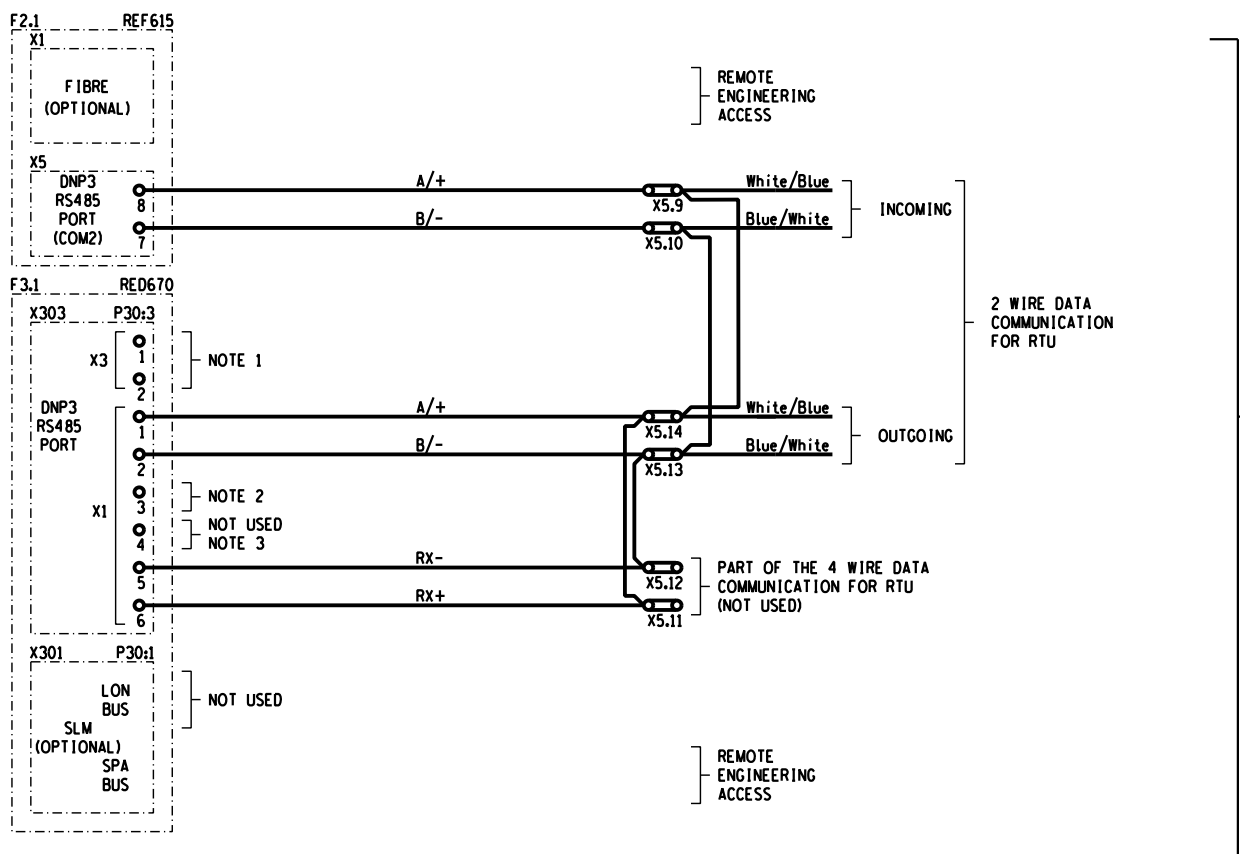 F2.1 REF615
X1
FIBRE
(OPTIONAL)
REMOTE
ENGINEERING
ACCESS
X5
DNP3
RS485
PORT
(COM2)
8
A/+
X5.9
White/Blue
7
B/-
X5.10
Blue/White
INCOMING
2 WIRE DATA
COMMUNICATION
FOR RTU
F3.1 RED670
X303 P30:3
X3
1
2
NOTE 1
DNP3
RS485
PORT
1
A/+
X5.14
White/Blue
2
B/-
X5.13
Blue/White
OUTGOING
X1
3
NOTE 2
4
NOT USED
NOTE 3
5
RX-
X5.12
6
RX+
X5.11
PART OF THE 4 WIRE DATA
COMMUNICATION FOR RTU
(NOT USED)
X301 P30:1
LON
BUS
NOT USED
SLM
(OPTIONAL)
SPA
BUS
REMOTE
ENGINEERING
ACCESS